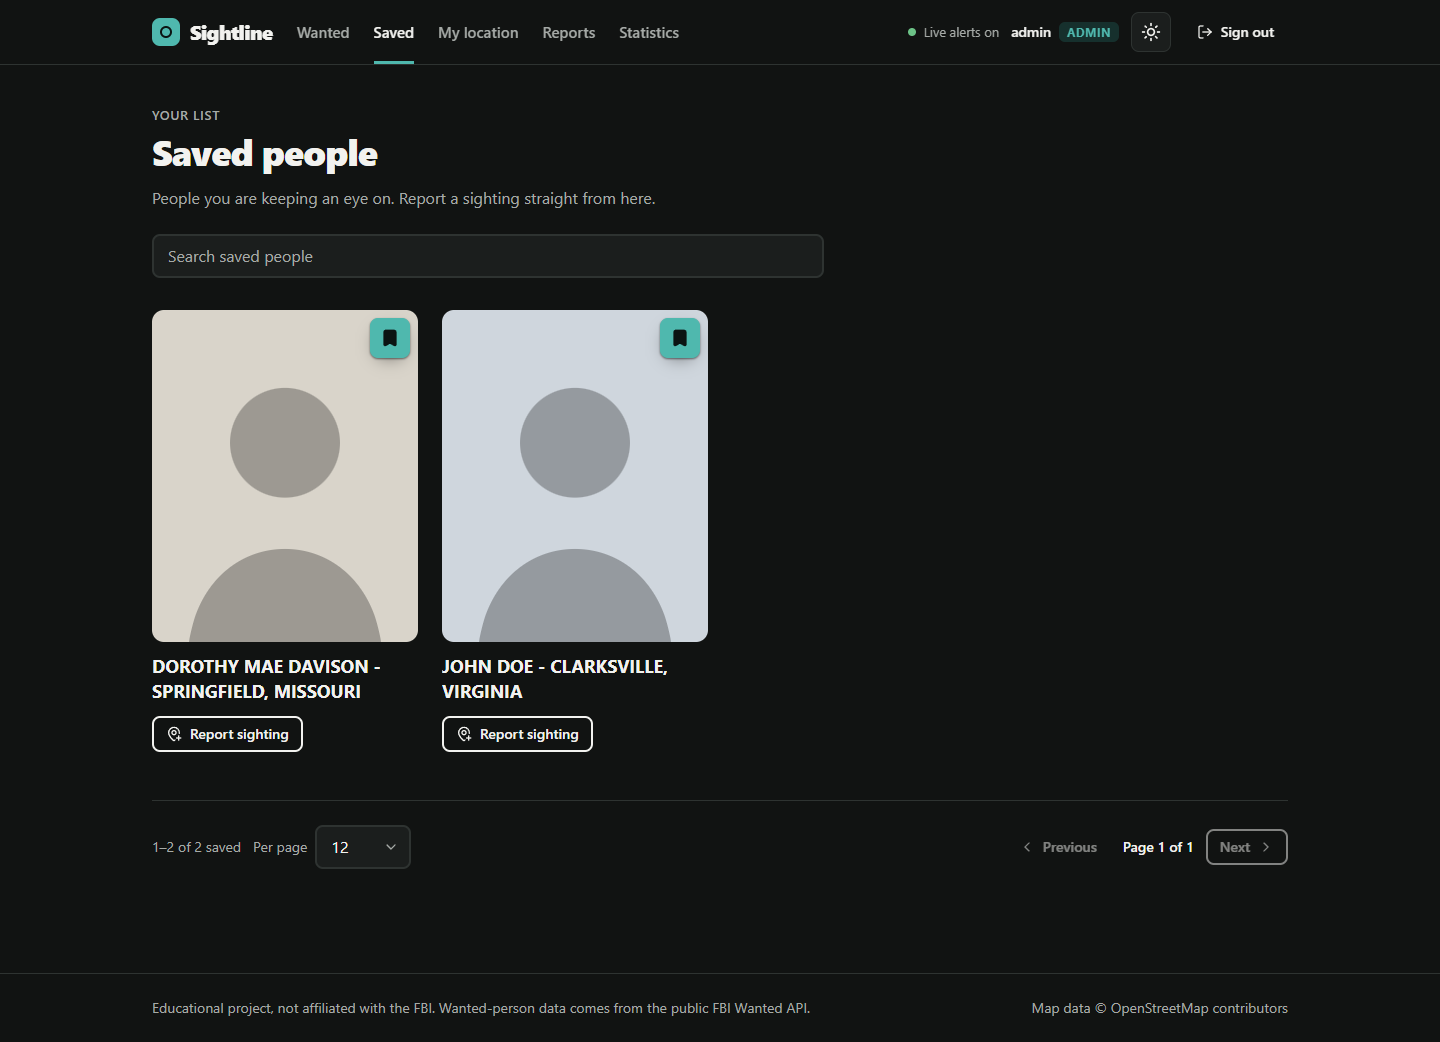 Sightline
Wanted
Saved
My location
Reports
Statistics
Live alerts on
admin
ADMIN
Sign out
YOUR LIST
Saved people
People you are keeping an eye on. Report a sighting straight from here.
Search saved people
DOROTHY MAE DAVISON -
SPRINGFIELD, MISSOURI
Report sighting
JOHN DOE - CLARKSVILLE,
VIRGINIA
Report sighting
1–2 of 2 saved
Per page
12
Previous
Page 1 of 1
Next
Educational project, not affiliated with the FBI. Wanted-person data comes from the public FBI Wanted API.
Map data © OpenStreetMap contributors